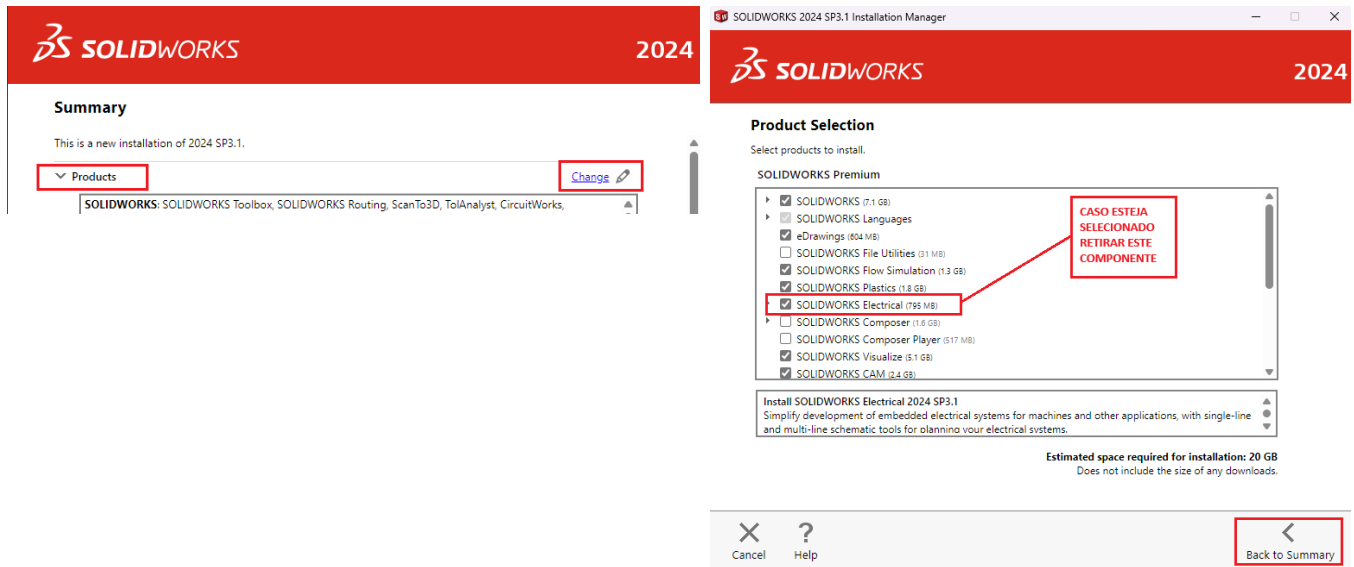 SOLIDWORKS
2024
Summary
This is a new installation of 2024 SP3.1.
Products
Change
SOLIDWORKS: SOLIDWORKS Toolbox, SOLIDWORKS Routing, ScanTo3D, TolAnalyst, CircuitWorks,
SOLIDWORKS 2024 SP3.1 Installation Manager
SOLIDWORKS
2024
Product Selection
Select products to install.
SOLIDWORKS Premium
SOLIDWORKS (7.1 GB)
SOLIDWORKS Languages
eDrawings (604 MB)
SOLIDWORKS File Utilities (31 MB)
SOLIDWORKS Flow Simulation (1.3 GB)
SOLIDWORKS Plastics (1.8 GB)
SOLIDWORKS Electrical (795 MB)
SOLIDWORKS Composer (1.6 GB)
SOLIDWORKS Composer Player (517 MB)
SOLIDWORKS Visualize (5.1 GB)
SOLIDWORKS CAM (2.4 GB)
CASO ESTEJA
SELECIONADO
RETIRAR ESTE
COMPONENTE
Install SOLIDWORKS Electrical 2024 SP3.1
Simplify development of embedded electrical systems for machines and other applications, with single-line
and multi-line schematic tools for planning your electrical systems.
Estimated space required for installation: 20 GB
Does not include the size of any downloads.
Cancel
Help
Back to Summary